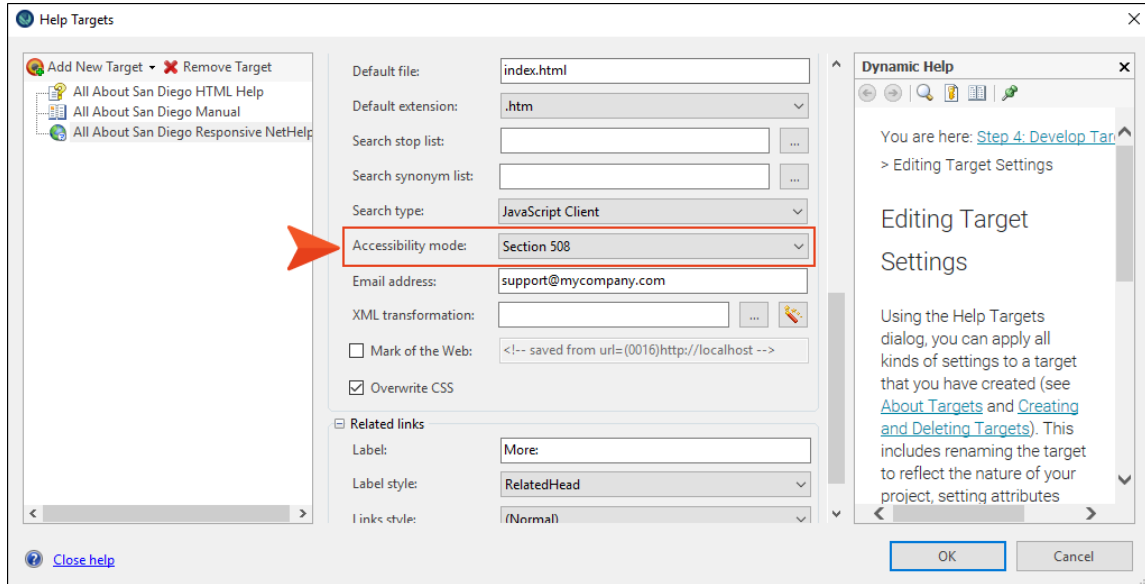 Help Targets
Add New Target
Remove Target
All About San Diego HTML Help
All About San Diego Manual
All About San Diego Responsive NetHelp
Default file:
index.html
Default extension:
.htm
Search stop list:
...
Search synonym list:
...
Search type:
JavaScript Client
Accessibility mode:
Section 508
Email address:
support@mycompany.com
XML transformation:
...
Mark of the Web:
<!-- saved from url=(0016)http://localhost -->
Overwrite CSS
Related links
Label:
More:
Label style:
RelatedHead
Links style:
(Normal)
Dynamic Help
You are here: Step 4: Develop Tar
> Editing Target Settings
Editing Target
Settings
Using the Help Targets
dialog, you can apply all
kinds of settings to a target
that you have created (see
About Targets and Creating
and Deleting Targets). This
includes renaming the target
to reflect the nature of your
project, setting attributes
Close help
OK
Cancel